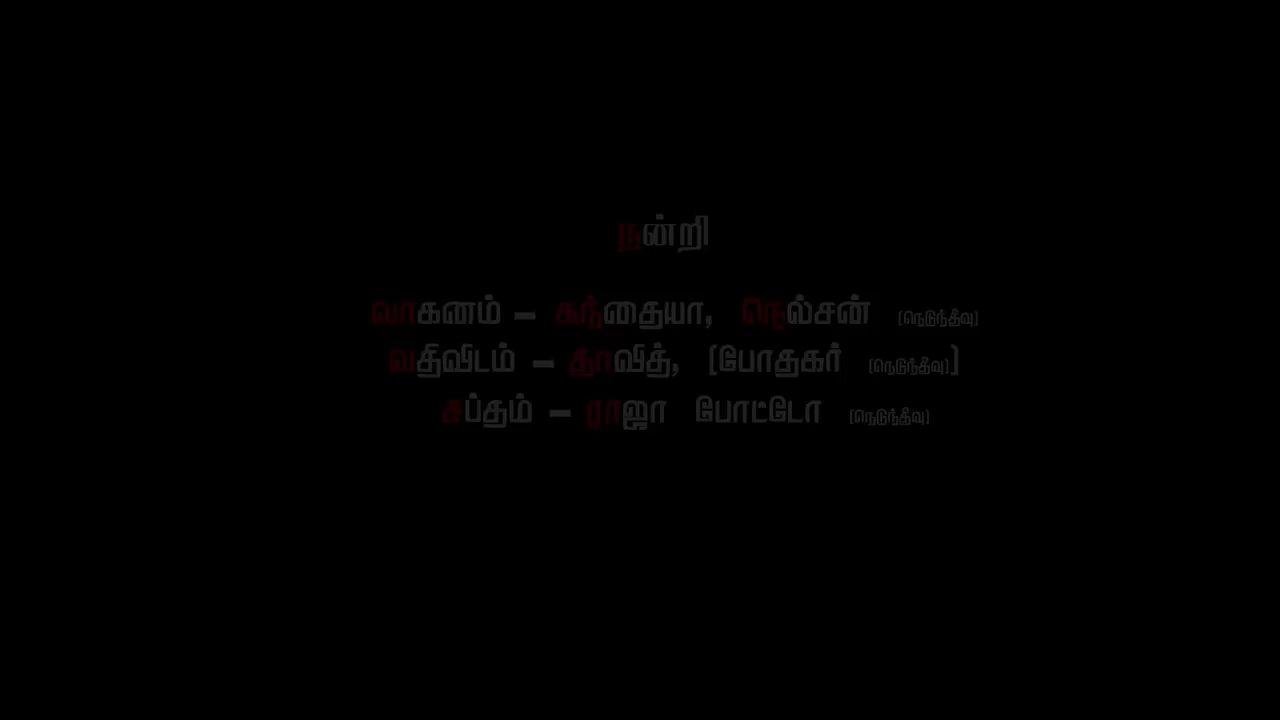 நன்றி
வாகனம் – கந்தையா, நெல்சன் (நெடுந்தீவு)
வதிவிடம் – தாவித், [போதகர் (நெடுந்தீவு)]
சப்தம் – ராஜா போட்டோ (நெடுந்தீவு)